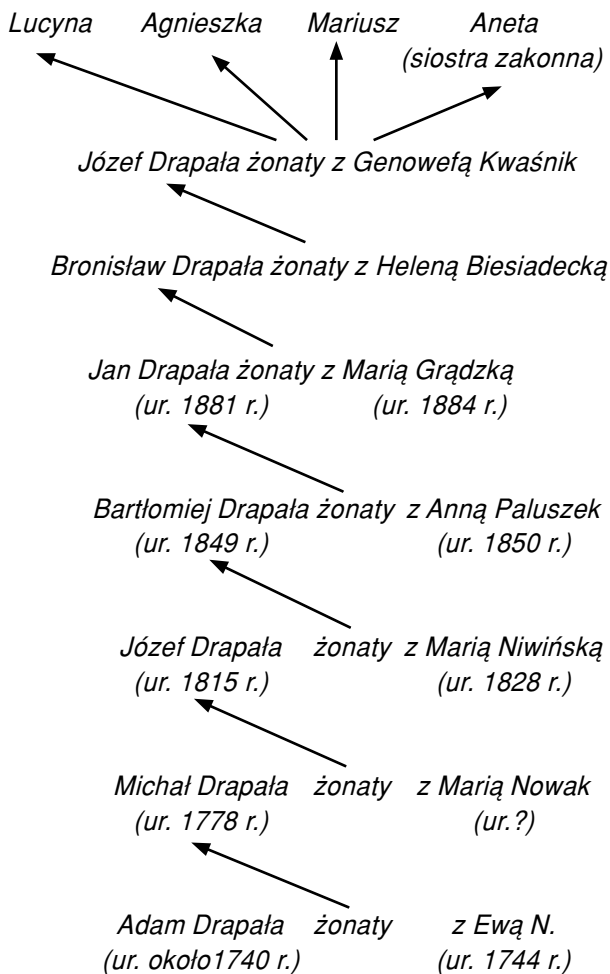 Lucyna Agnieszka Mariusz Aneta
(siostra zakonna)
Józef Drapała żonaty z Genowefą Kwaśnik
Bronisław Drapała żonaty z Heleną Biesiadecką
Jan Drapała żonaty z Marią Grądzką
(ur. 1881 r.) (ur. 1884 r.)
Bartłomiej Drapała żonaty z Anną Paluszek
(ur. 1849 r.) (ur. 1850 r.)
Józef Drapała żonaty z Marią Niwińską
(ur. 1815 r.) (ur. 1828 r.)
Michał Drapała żonaty z Marią Nowak
(ur. 1778 r.) (ur.?)
Adam Drapała żonaty z Ewą N.
(ur. około1740 r.) (ur. 1744 r.)